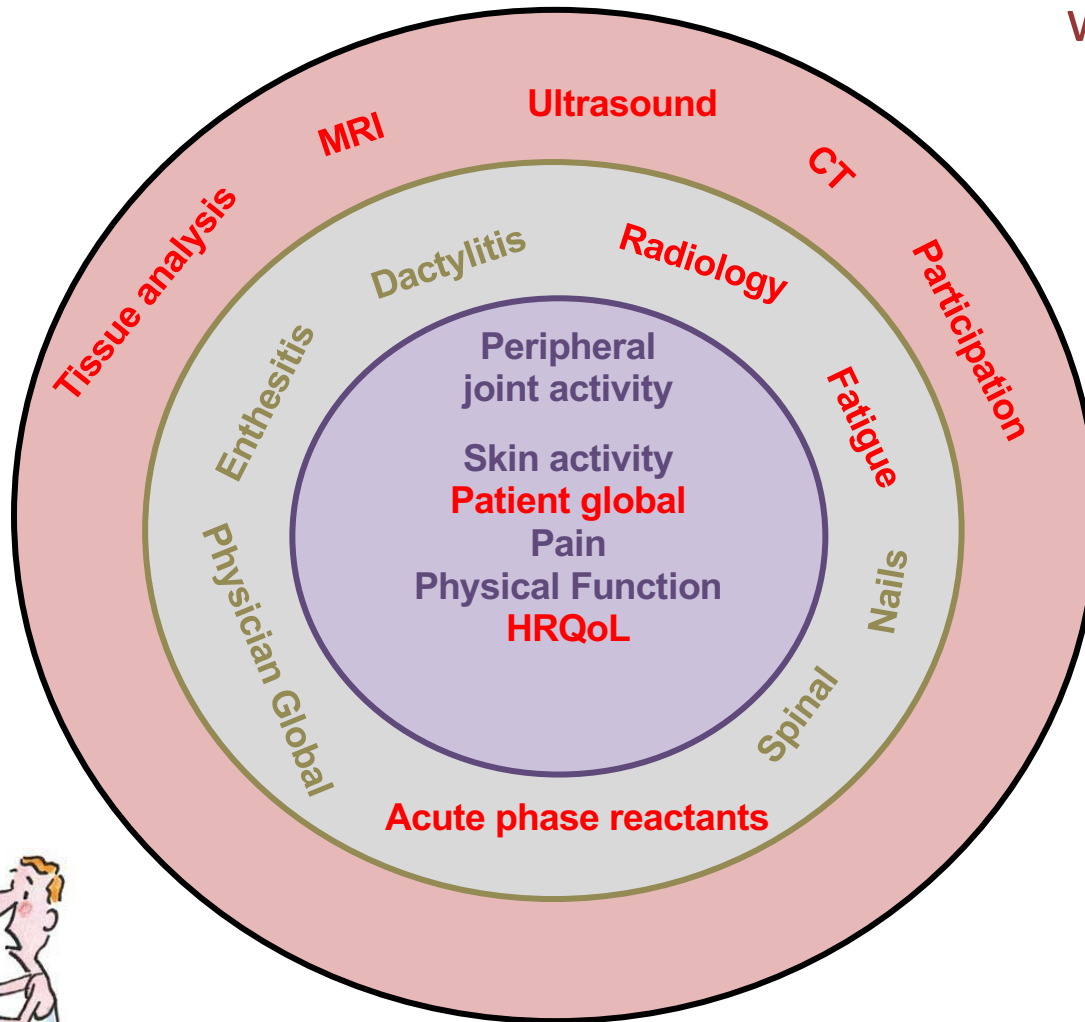 Ultrasound
MRI
CT
Tissue analysis
Participation
Dactylitis
Radiology
Enthesitis
Fatigue
Physician Global
Nails
Spinal
Acute phase reactants
Peripheral
joint activity
Skin activity
Patient global
Pain
Physical Function
HRQoL